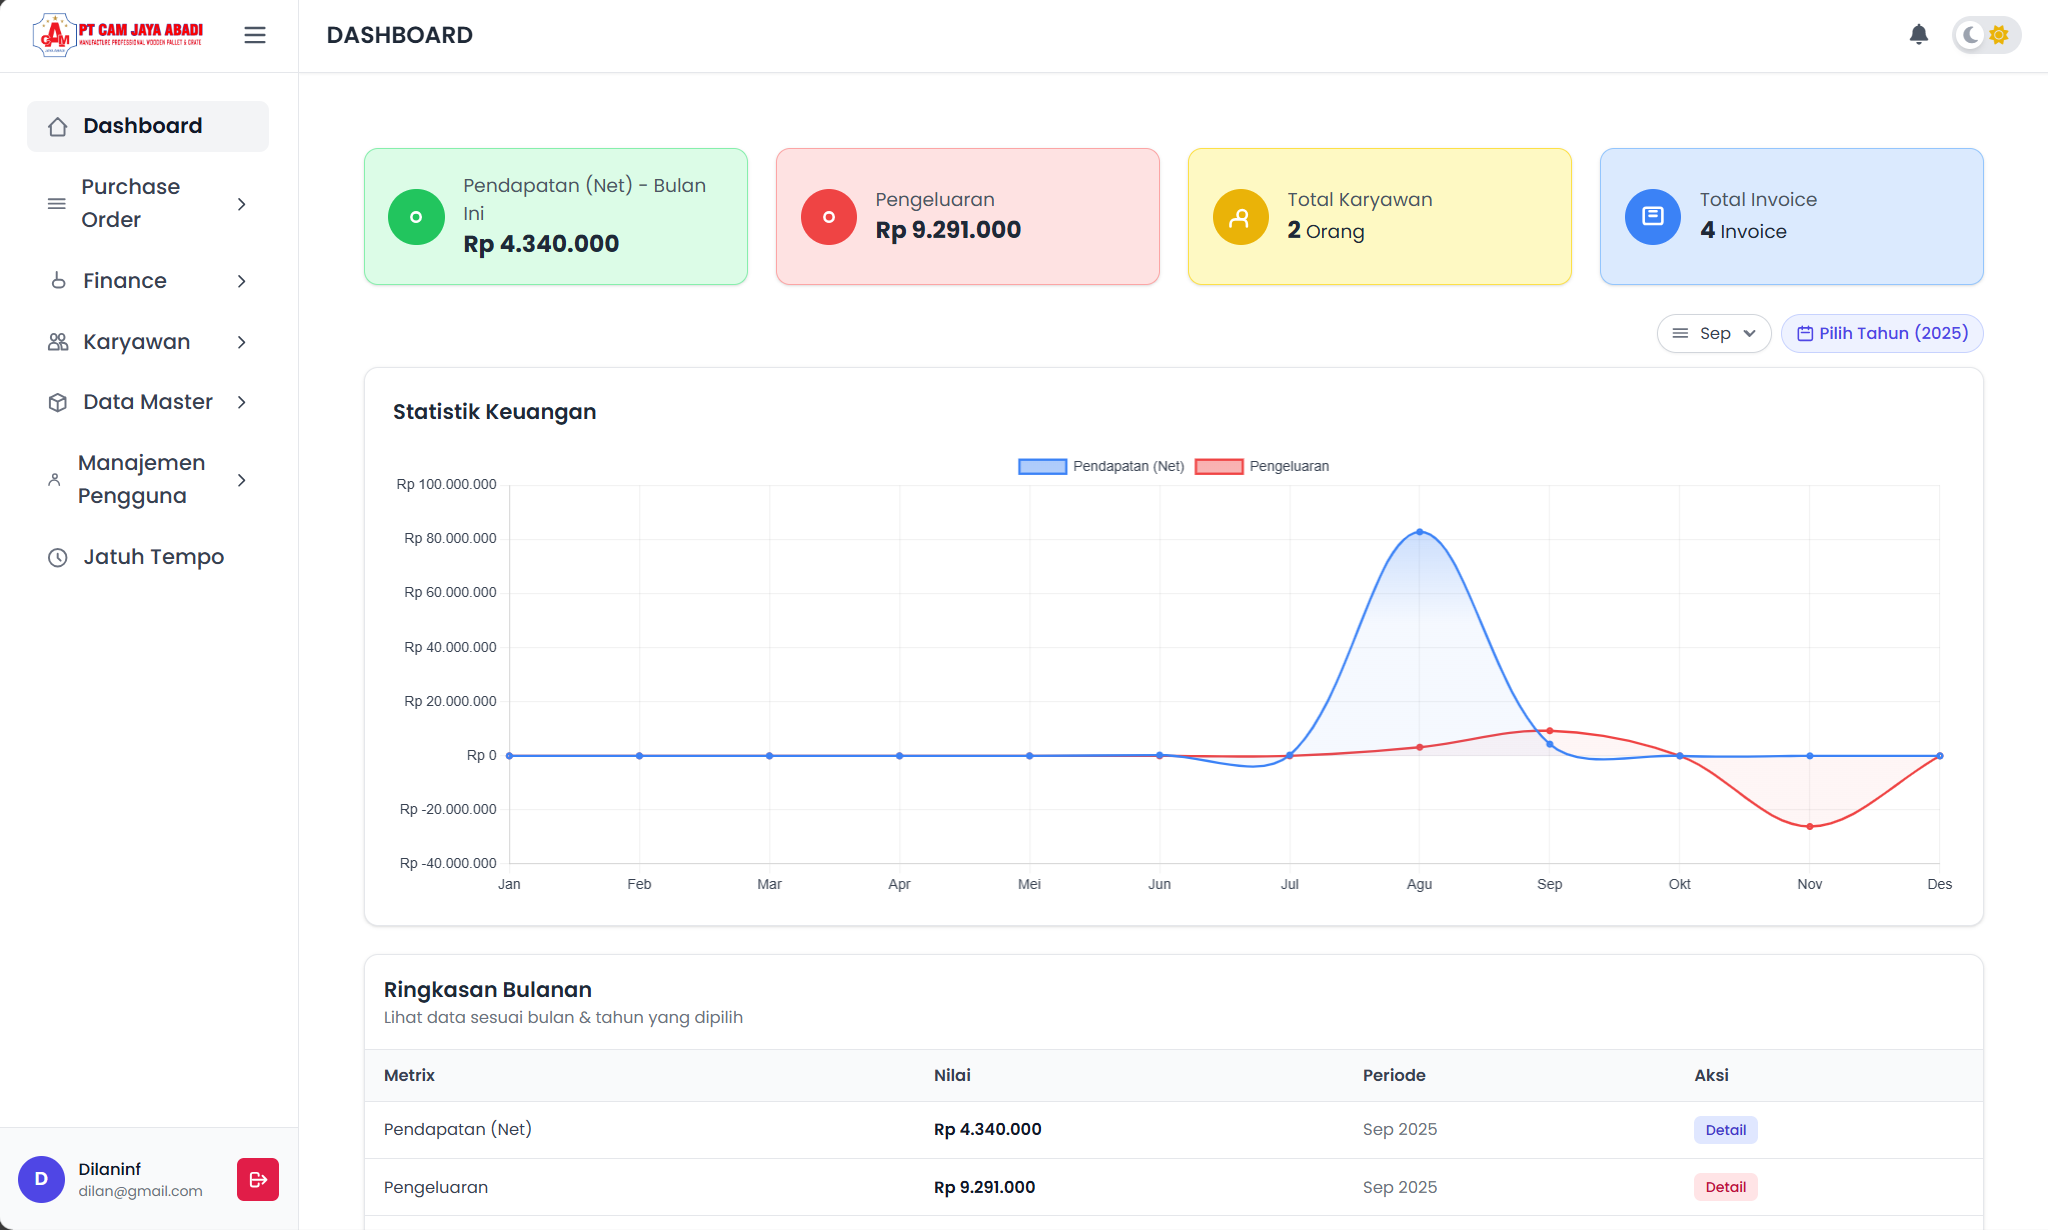 PT CAM JAYA ABADI
MANUFACTURE PROFESSIONAL WOODEN PALLET & CRATE
CAM
DASHBOARD
Dashboard
Purchase
Order
Finance
Karyawan
Data Master
Manajemen
Pengguna
Jatuh Tempo
Dilaninf
D
dilan@gmail.com
Pendapatan (Net) - Bulan
Ini
Rp 4.340.000
Pengeluaran
Rp 9.291.000
Total Karyawan
2 Orang
Total Invoice
4 Invoice
Sep
Pilih Tahun (2025)
Statistik Keuangan
Pendapatan (Net) Pengeluaran
Rp 100.000.000
Rp 80.000.000
Rp 60.000.000
Rp 40.000.000
Rp 20.000.000
Rp 0
Rp -20.000.000
Rp -40.000.000
Jan Feb Mar Apr Mei Jun Jul Agu Sep Okt Nov Des
Ringkasan Bulanan
Lihat data sesuai bulan & tahun yang dipilih
Metrix Nilai Periode Aksi
Pendapatan (Net) Rp 4.340.000 Sep 2025 Detail
Pengeluaran Rp 9.291.000 Sep 2025 Detail